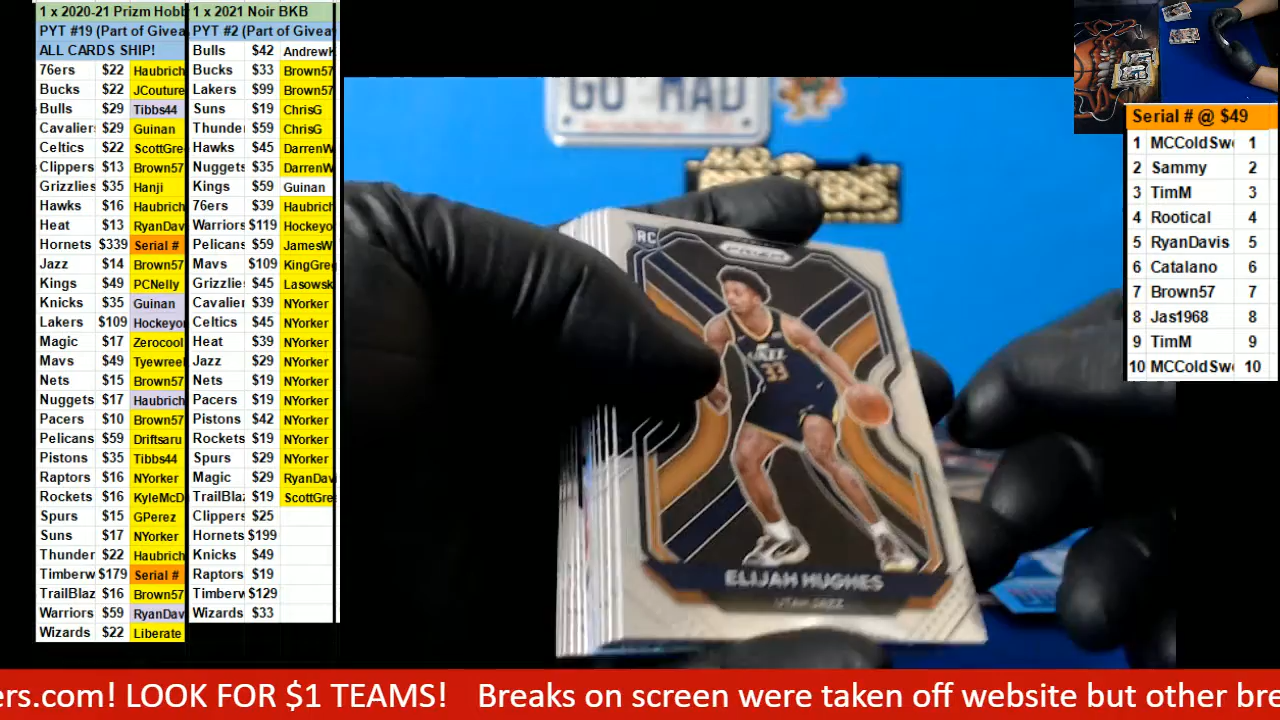 1 x 2020-21 Prizm Hobb
PYT #19 (Part of Givea
ALL CARDS SHIP!
76ers $22 Haubrich
Bucks $22 JCouture
Bulls $29 Tibbs44
Cavaliers $29 Guinan
Celtics $22 ScottGre
Clippers $13 Brown57
Grizzlies $35 Hanji
Hawks $16 Haubrich
Heat $13 RyanDav
Hornets $339 Serial #
Jazz $14 Brown57
Kings $49 PCNelly
Knicks $35 Guinan
Lakers $109 Hockeyo
Magic $17 Zerocool
Mavs $49 Tyewree
Nets $15 Brown57
Nuggets $17 Haubrich
Pacers $10 Brown57
Pelicans $59 Driftsaru
Pistons $35 Tibbs44
Raptors $16 NYorker
Rockets $16 KyleMcD
Spurs $15 GPerez
Suns $17 NYorker
Thunder $22 Haubrich
Timberw $179 Serial #
TrailBlaz $16 Brown57
Warriors $59 RyanDav
Wizards $22 Liberate
1 x 2021 Noir BKB
PYT #2 (Part of Giveaw
Bulls $42 AndrewK
Bucks $33 Brown57
Lakers $99 Brown57
Suns $19 ChrisG
Thunde $59 ChrisG
Hawks $45 DarrenW
Nuggets $35 DarrenW
Kings $59 Guinan
76ers $39 Haubrich
Warriors $119 Hockeyo
Pelicans $59 JamesW
Mavs $109 KingGre
Grizzlie $45 Lasowsk
Cavalier $39 NYorker
Celtics $45 NYorker
Heat $39 NYorker
Jazz $29 NYorker
Nets $19 NYorker
Pacers $19 NYorker
Pistons $42 NYorker
Rockets $19 NYorker
Spurs $29 NYorker
Magic $29 RyanDavi
TrailBlaz $19 ScottGre
Clippers $25
Hornets $199
Knicks $49
Raptors $19
Timberw $129
Wizards $33
GO MAD
RC
PRIZM
33
ELIJAH HUGHES
UTAH JAZZ
Serial # @ $49
1 MCColdSw 1
2 Sammy 2
3 TimM 3
4 Rootical 4
5 RyanDavis 5
6 Catalano 6
7 Brown57 7
8 Jas1968 8
9 TimM 9
10 MCColdSw 10
ers.com! LOOK FOR $1 TEAMS! Breaks on screen were taken off website but other bre